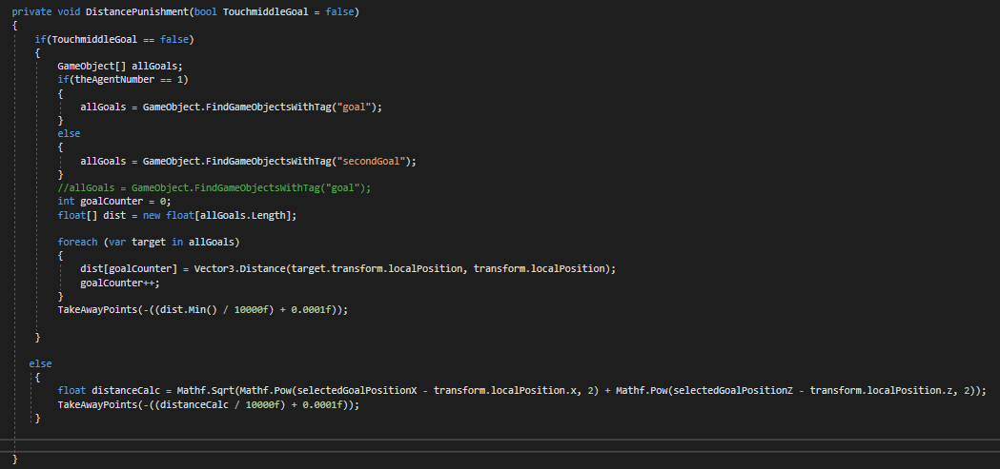 private void DistancePunishment(bool TouchmiddleGoal = false)
{
if(TouchmiddleGoal == false)
{
GameObject[] allGoals;
if(theAgentNumber == 1)
{
allGoals = GameObject.FindGameObjectsWithTag("goal");
}
else
{
allGoals = GameObject.FindGameObjectsWithTag("secondGoal");
}
//allGoals = GameObject.FindGameObjectsWithTag("goal");
int goalCounter = 0;
float[] dist = new float[allGoals.Length];
foreach (var target in allGoals)
{
dist[goalCounter] = Vector3.Distance(target.transform.localPosition, transform.localPosition);
goalCounter++;
}
TakeAwayPoints(-((dist.Min() / 10000f) + 0.0001f));
}
else
{
float distanceCalc = Mathf.Sqrt(Mathf.Pow(selectedGoalPositionX - transform.localPosition.x, 2) + Mathf.Pow(selectedGoalPositionZ - transform.localPosition.z, 2));
TakeAwayPoints(-((distanceCalc / 10000f) + 0.0001f));
}
}